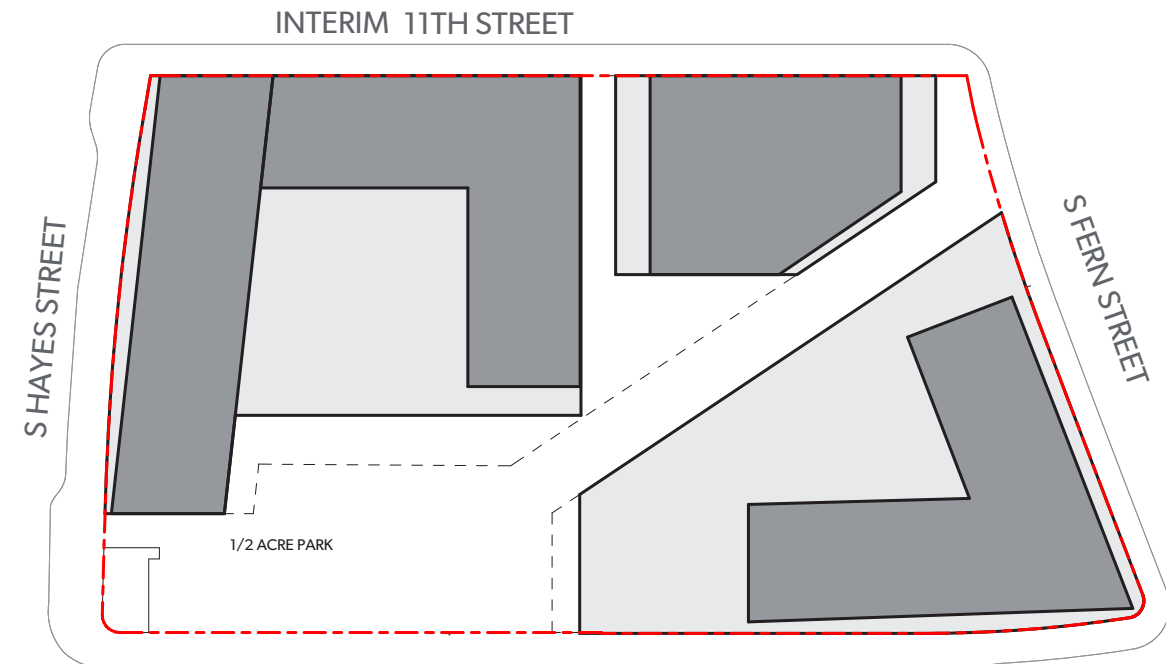 INTERIM 11TH STREET
S HAYES STREET
S FERN STREET
1/2 ACRE PARK